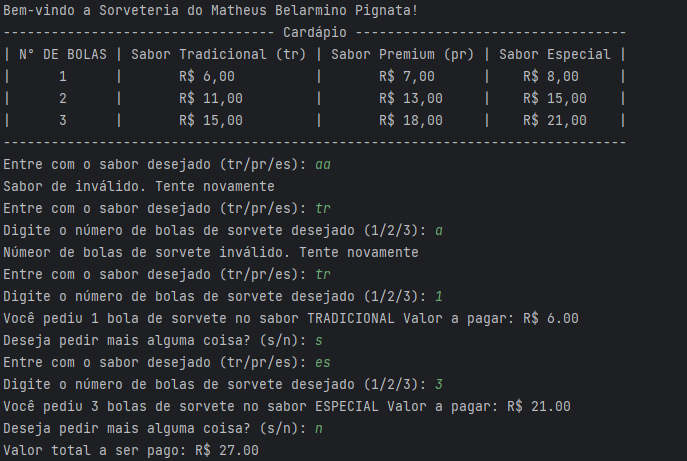 Bem-vindo a Sorveteria do Matheus Belarmino Pignata!
---------------------------------- Cardápio ----------------------------------
| N° DE BOLAS | Sabor Tradicional (tr) | Sabor Premium (pr) | Sabor Especial |
| 1 | R$ 6,00 | R$ 7,00 | R$ 8,00 |
| 2 | R$ 11,00 | R$ 13,00 | R$ 15,00 |
| 3 | R$ 15,00 | R$ 18,00 | R$ 21,00 |
------------------------------------------------------------------------------
Entre com o sabor desejado (tr/pr/es): aa
Sabor de inválido. Tente novamente
Entre com o sabor desejado (tr/pr/es): tr
Digite o número de bolas de sorvete desejado (1/2/3): a
Númeor de bolas de sorvete inválido. Tente novamente
Entre com o sabor desejado (tr/pr/es): tr
Digite o número de bolas de sorvete desejado (1/2/3): 1
Você pediu 1 bola de sorvete no sabor TRADICIONAL Valor a pagar: R$ 6.00
Deseja pedir mais alguma coisa? (s/n): s
Entre com o sabor desejado (tr/pr/es): es
Digite o número de bolas de sorvete desejado (1/2/3): 3
Você pediu 3 bolas de sorvete no sabor ESPECIAL Valor a pagar: R$ 21.00
Deseja pedir mais alguma coisa? (s/n): n
Valor total a ser pago: R$ 27.00